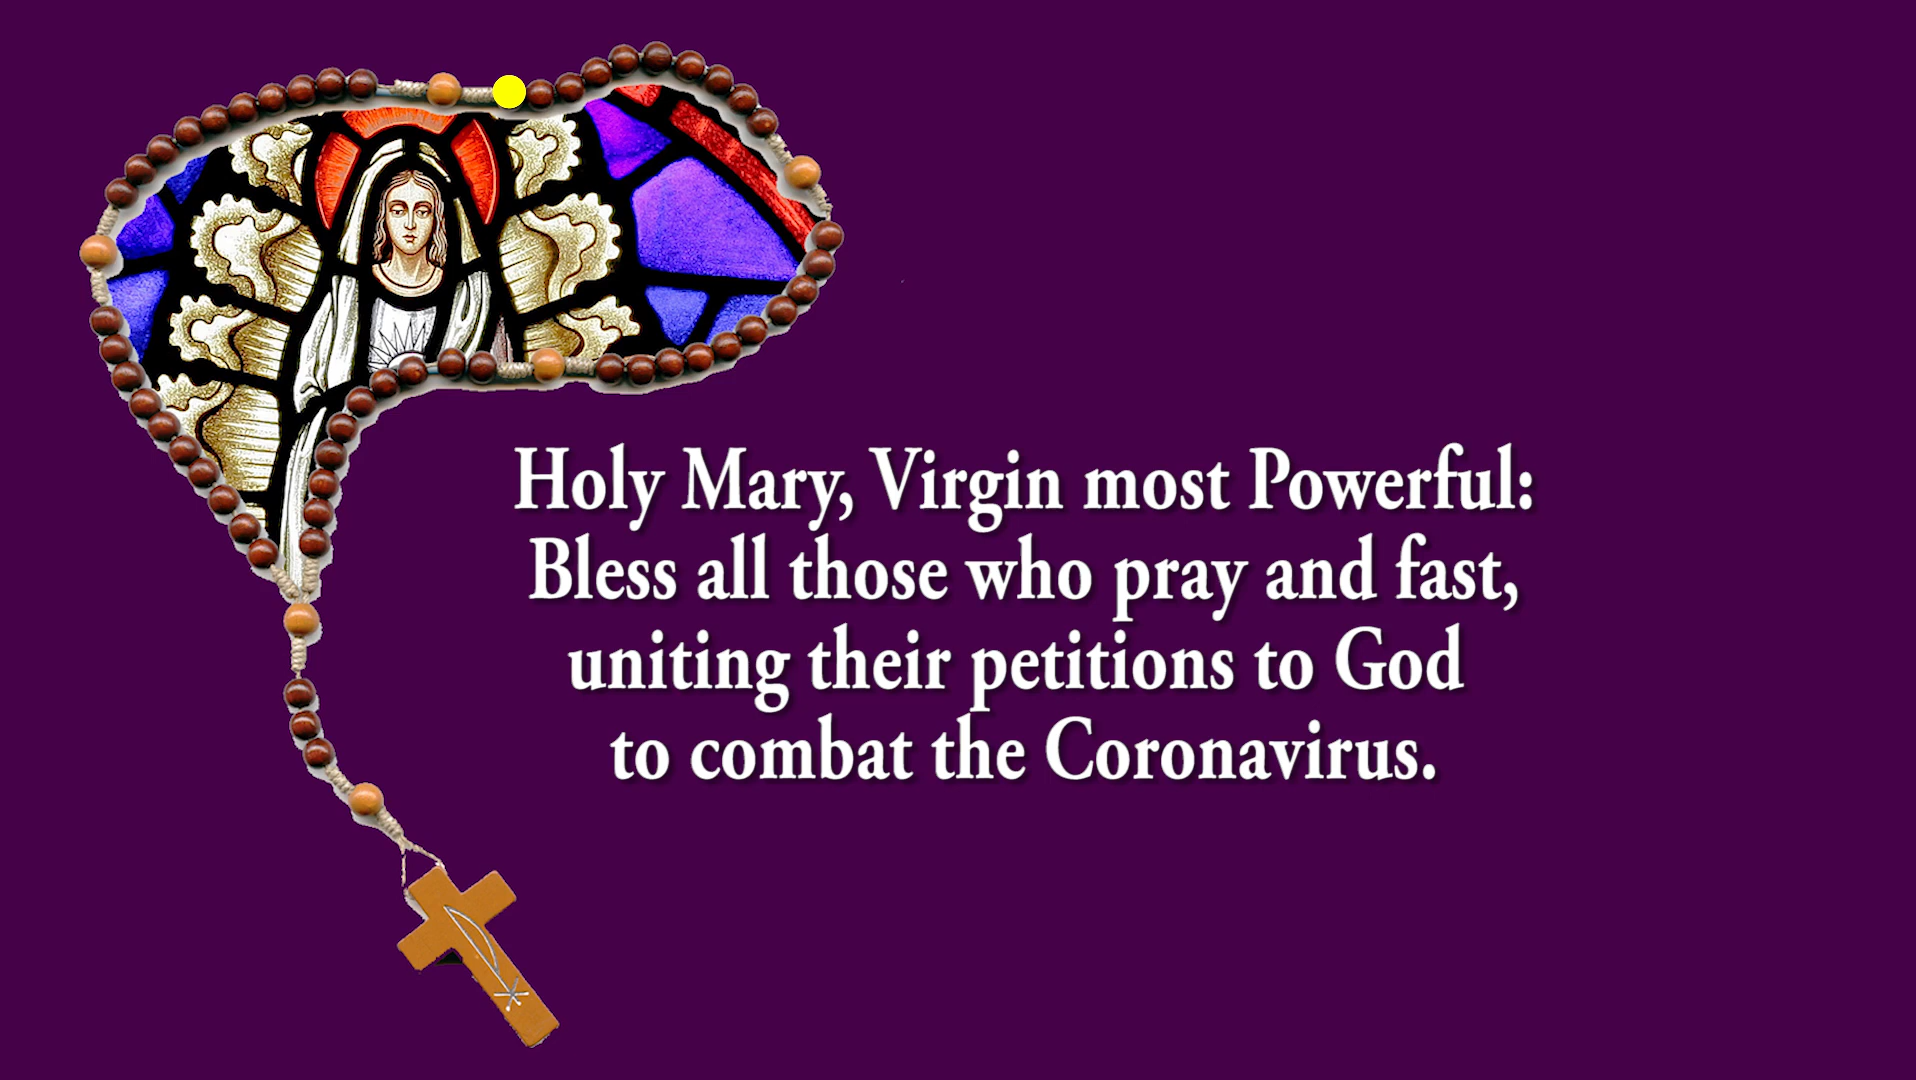 Holy Mary, Virgin most Powerful:
Bless all those who pray and fast,
uniting their petitions to God
to combat the Coronavirus.